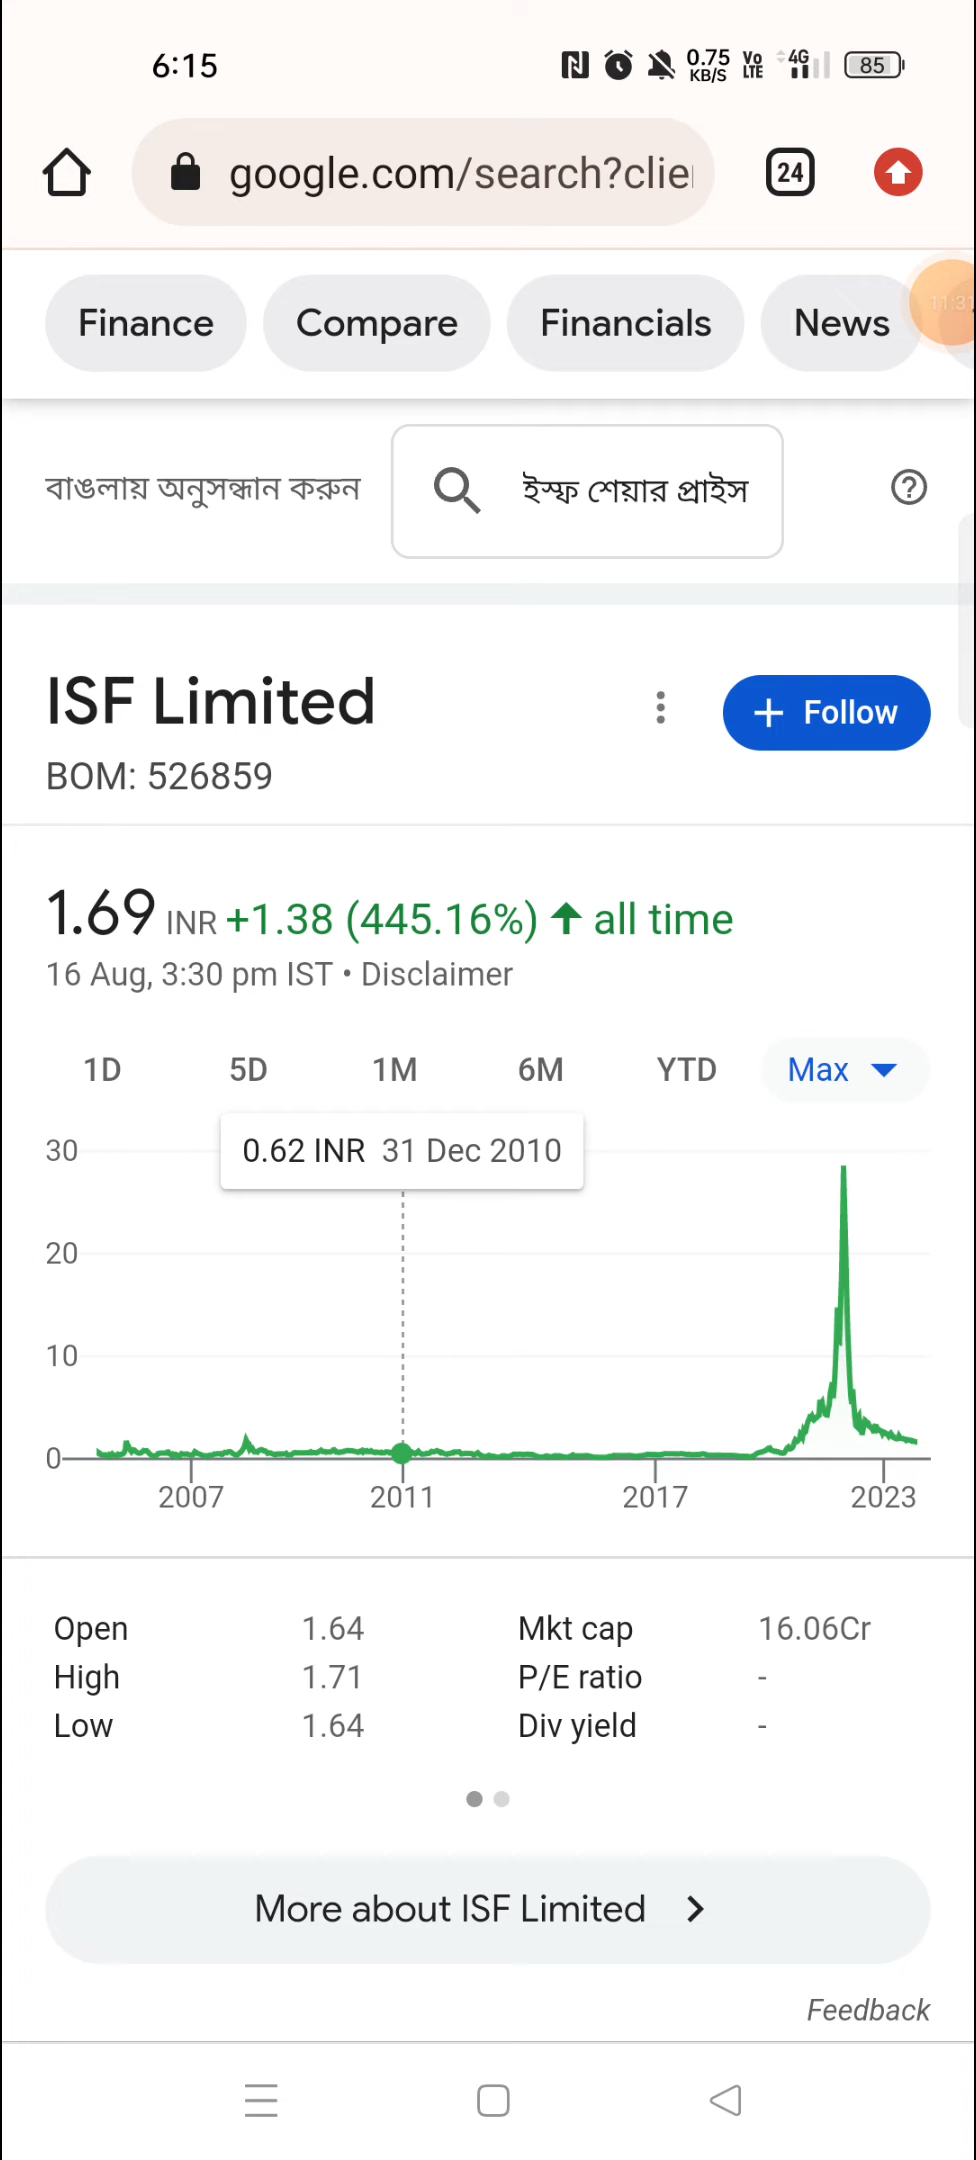 6:15
0.75 KB/S
Vo LTE
4G
85
google.com/search?clie
24
Finance
Compare
Financials
News
11:31
বাঙলায় অনুসন্ধান করুন
ইস্ফ শেয়ার প্রাইস
ISF Limited
+ Follow
BOM: 526859
1.69 INR +1.38 (445.16%) all time
16 Aug, 3:30 pm IST • Disclaimer
1D 5D 1M 6M YTD Max
0.62 INR 31 Dec 2010
30
20
10
0
2007 2011 2017 2023
Open 1.64 Mkt cap 16.06Cr
High 1.71 P/E ratio -
Low 1.64 Div yield -
More about ISF Limited
Feedback